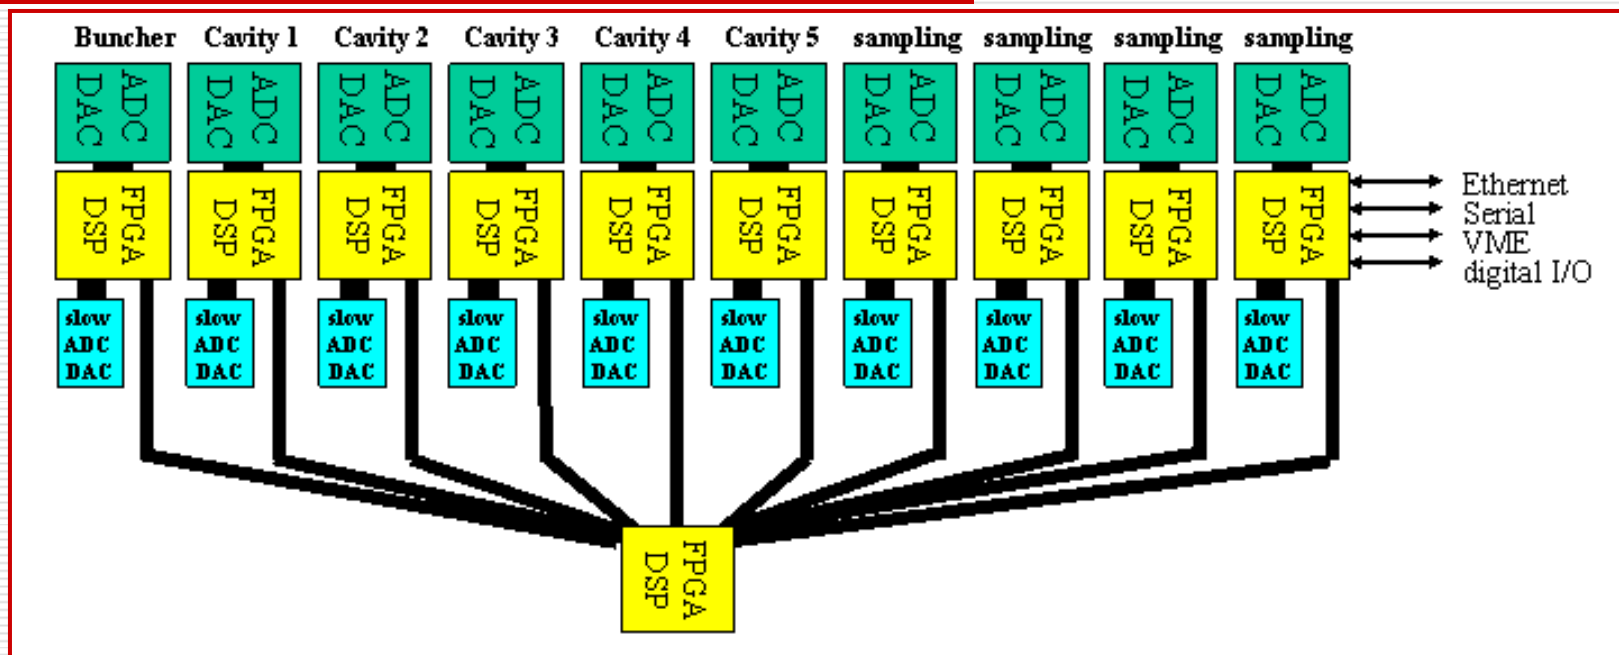 Buncher Cavity 1 Cavity 2 Cavity 3 Cavity 4 Cavity 5 sampling sampling sampling sampling
ADC DAC ADC DAC ADC DAC ADC DAC ADC DAC ADC DAC ADC DAC ADC DAC ADC DAC ADC DAC
FPGA DSP FPGA DSP FPGA DSP FPGA DSP FPGA DSP FPGA DSP FPGA DSP FPGA DSP FPGA DSP FPGA DSP
Ethernet
Serial
VME
digital I/O
slow slow slow slow slow slow slow slow slow slow
ADC ADC ADC ADC ADC ADC ADC ADC ADC ADC
DAC DAC DAC DAC DAC DAC DAC DAC DAC DAC
FPGA
DSP